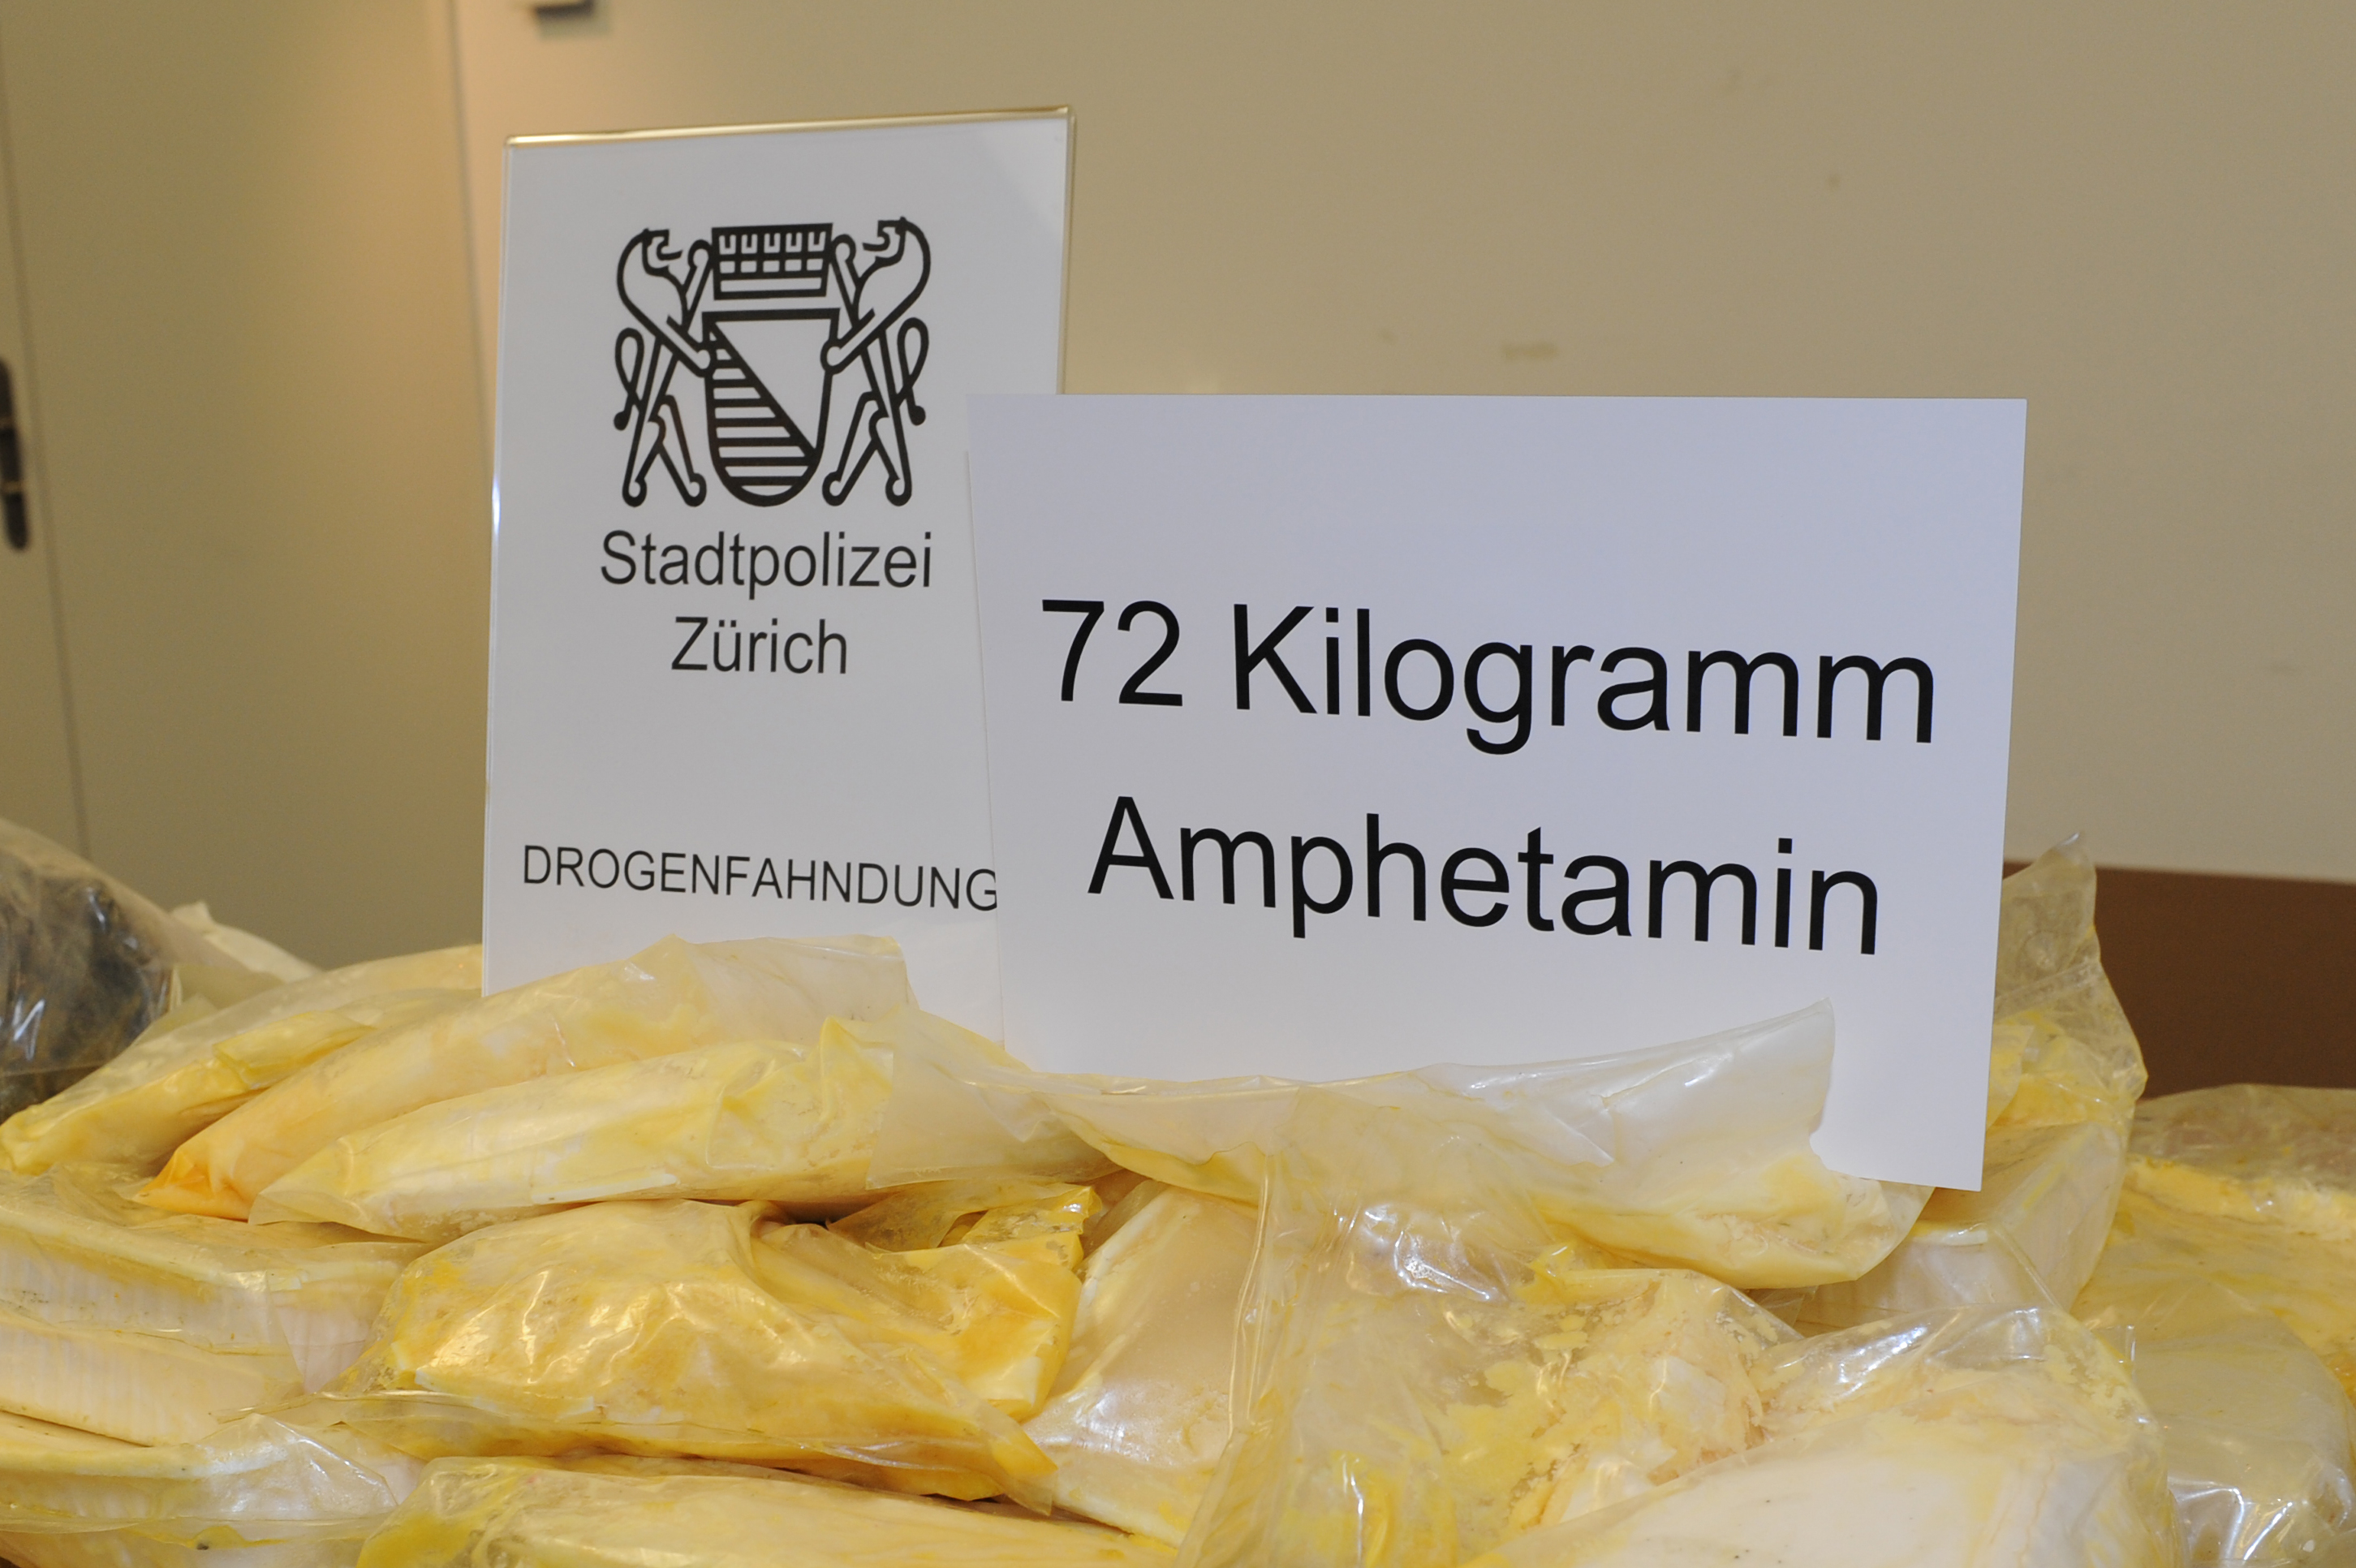 Stadtpolizei
Zürich
DROGENFAHNDUNG
72 Kilogramm
Amphetamin